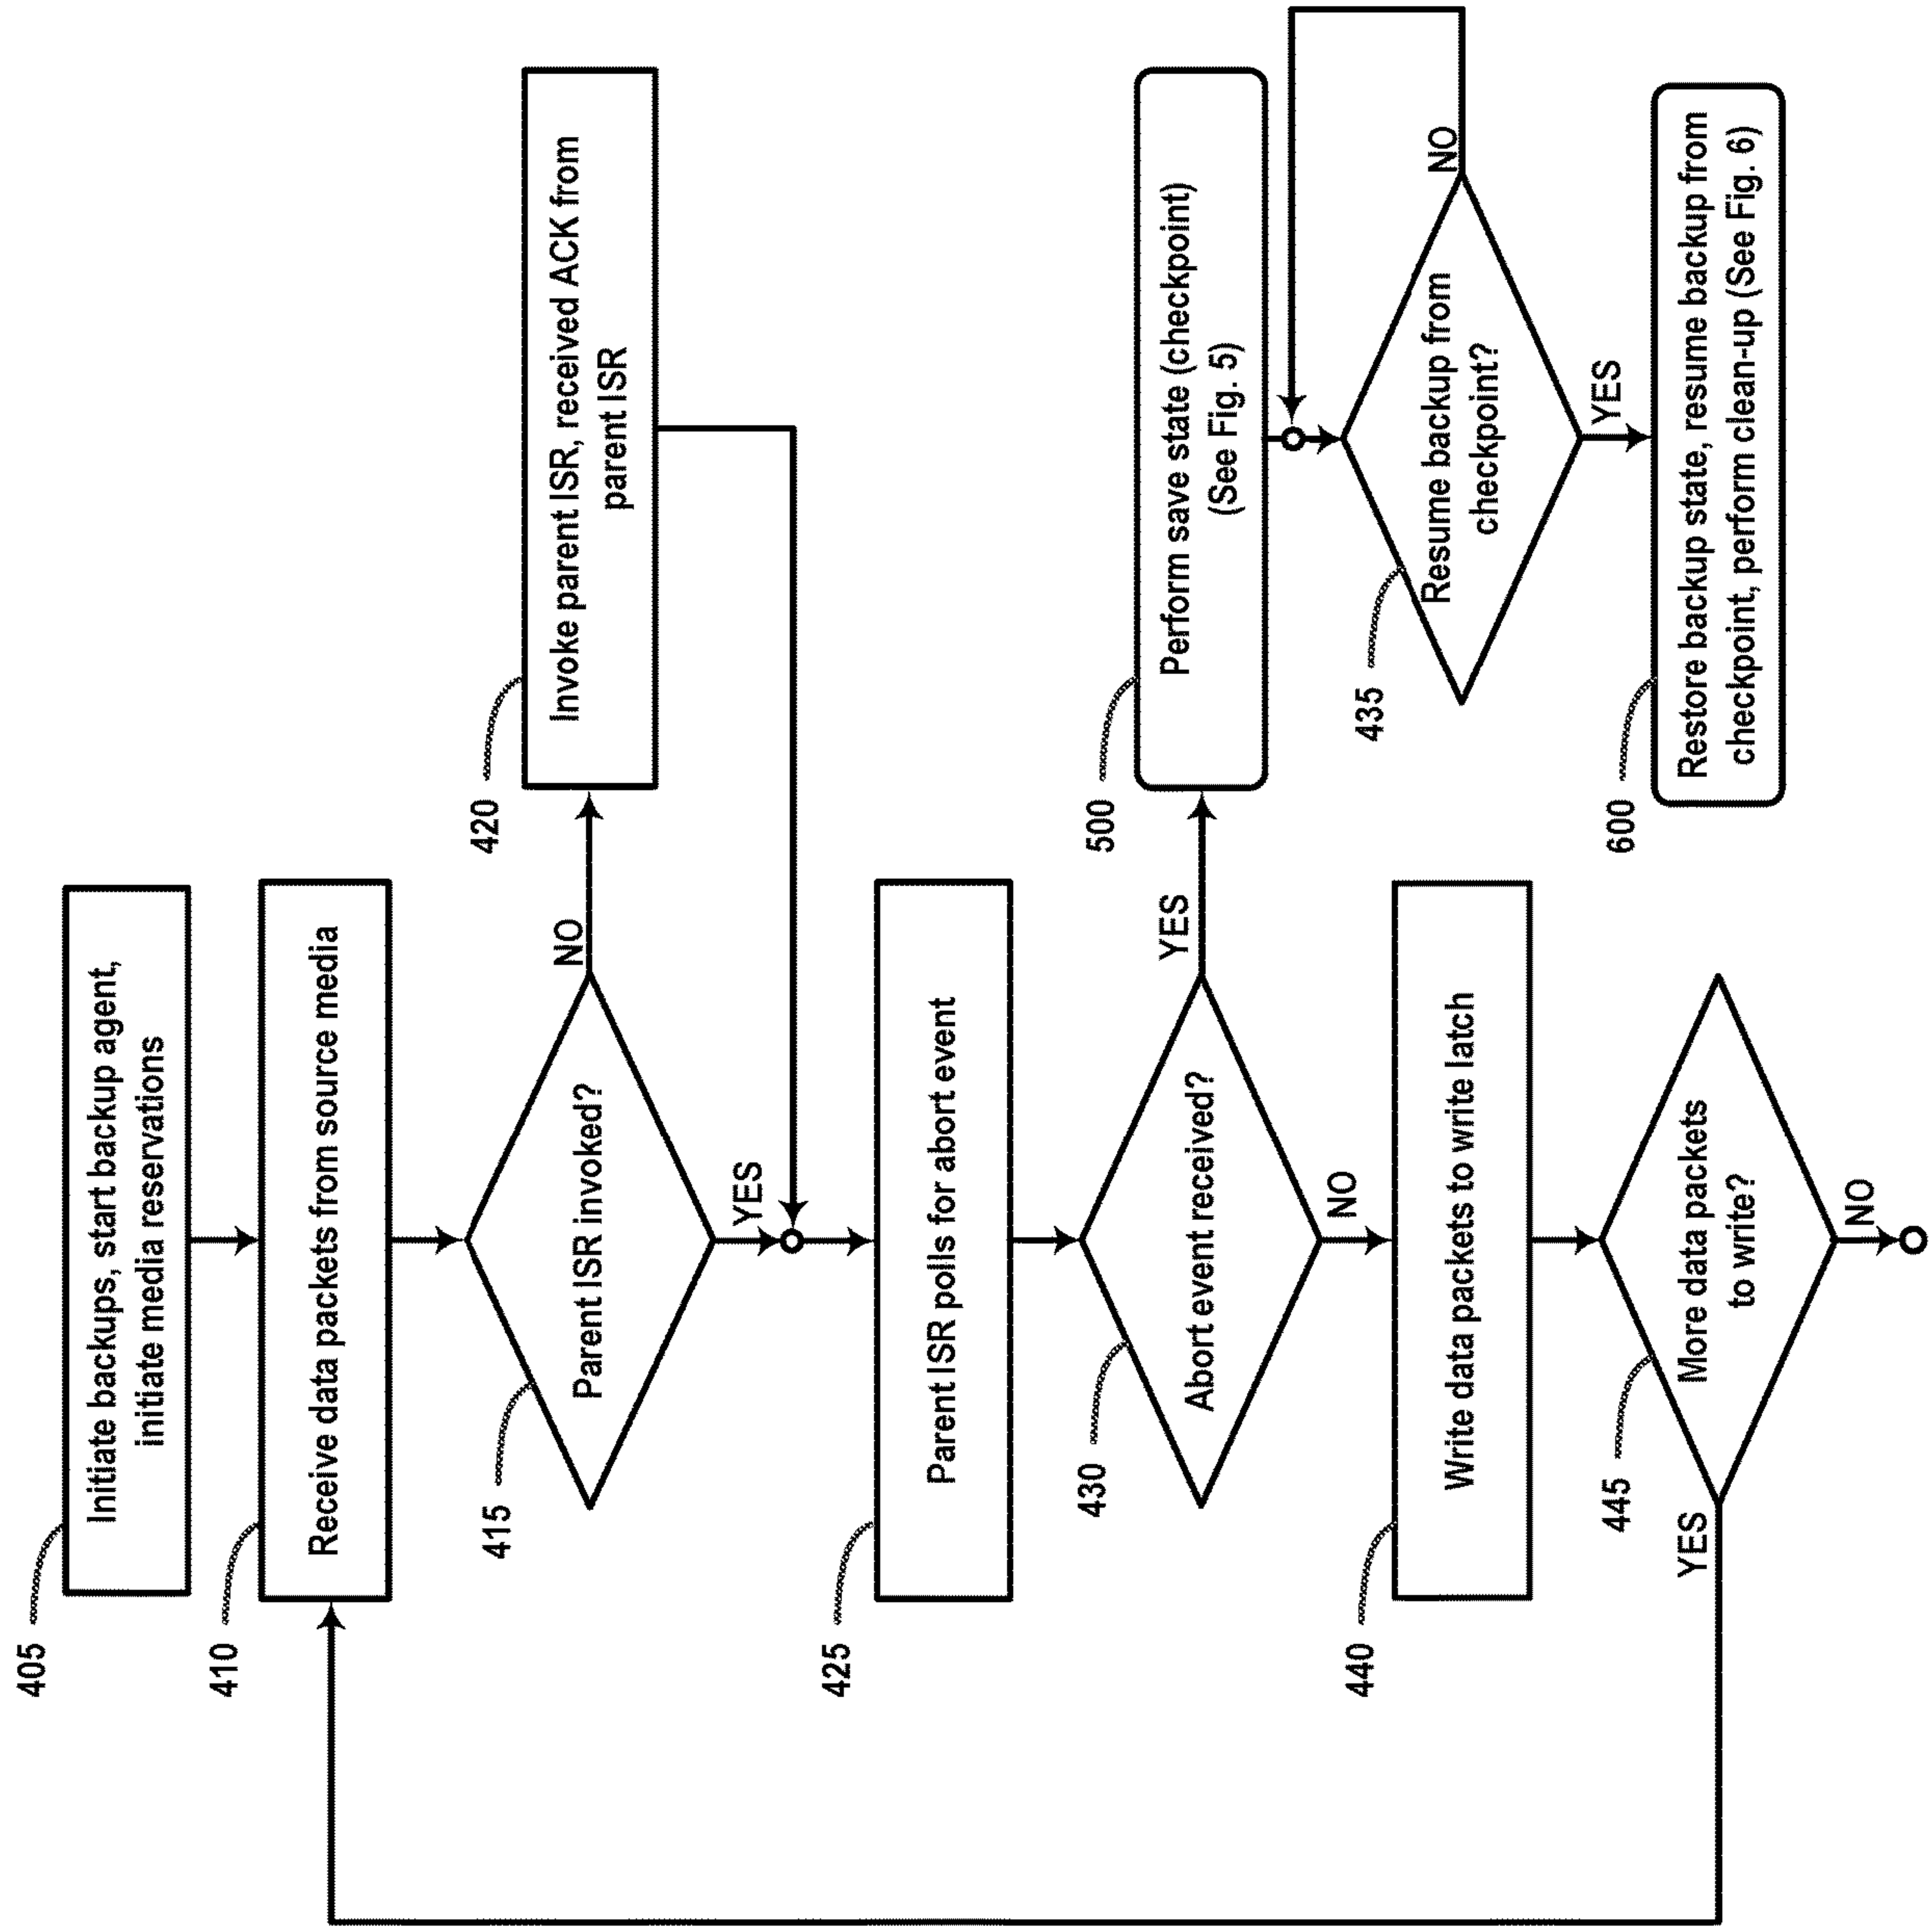 405
Initiate backups, start backup agent,
initiate media reservations
410
Receive data packets from source media
415
Parent ISR invoked?
NO
YES
420
Invoke parent ISR, received ACK from
parent ISR
425
Parent ISR polls for abort event
430
Abort event received?
YES
NO
500
Perform save state (checkpoint)
(See Fig. 5)
435
Resume backup from
checkpoint?
NO
YES
600
Restore backup state, resume backup from
checkpoint, perform clean-up (See Fig. 6)
440
Write data packets to write latch
445
More data packets
to write?
YES
NO